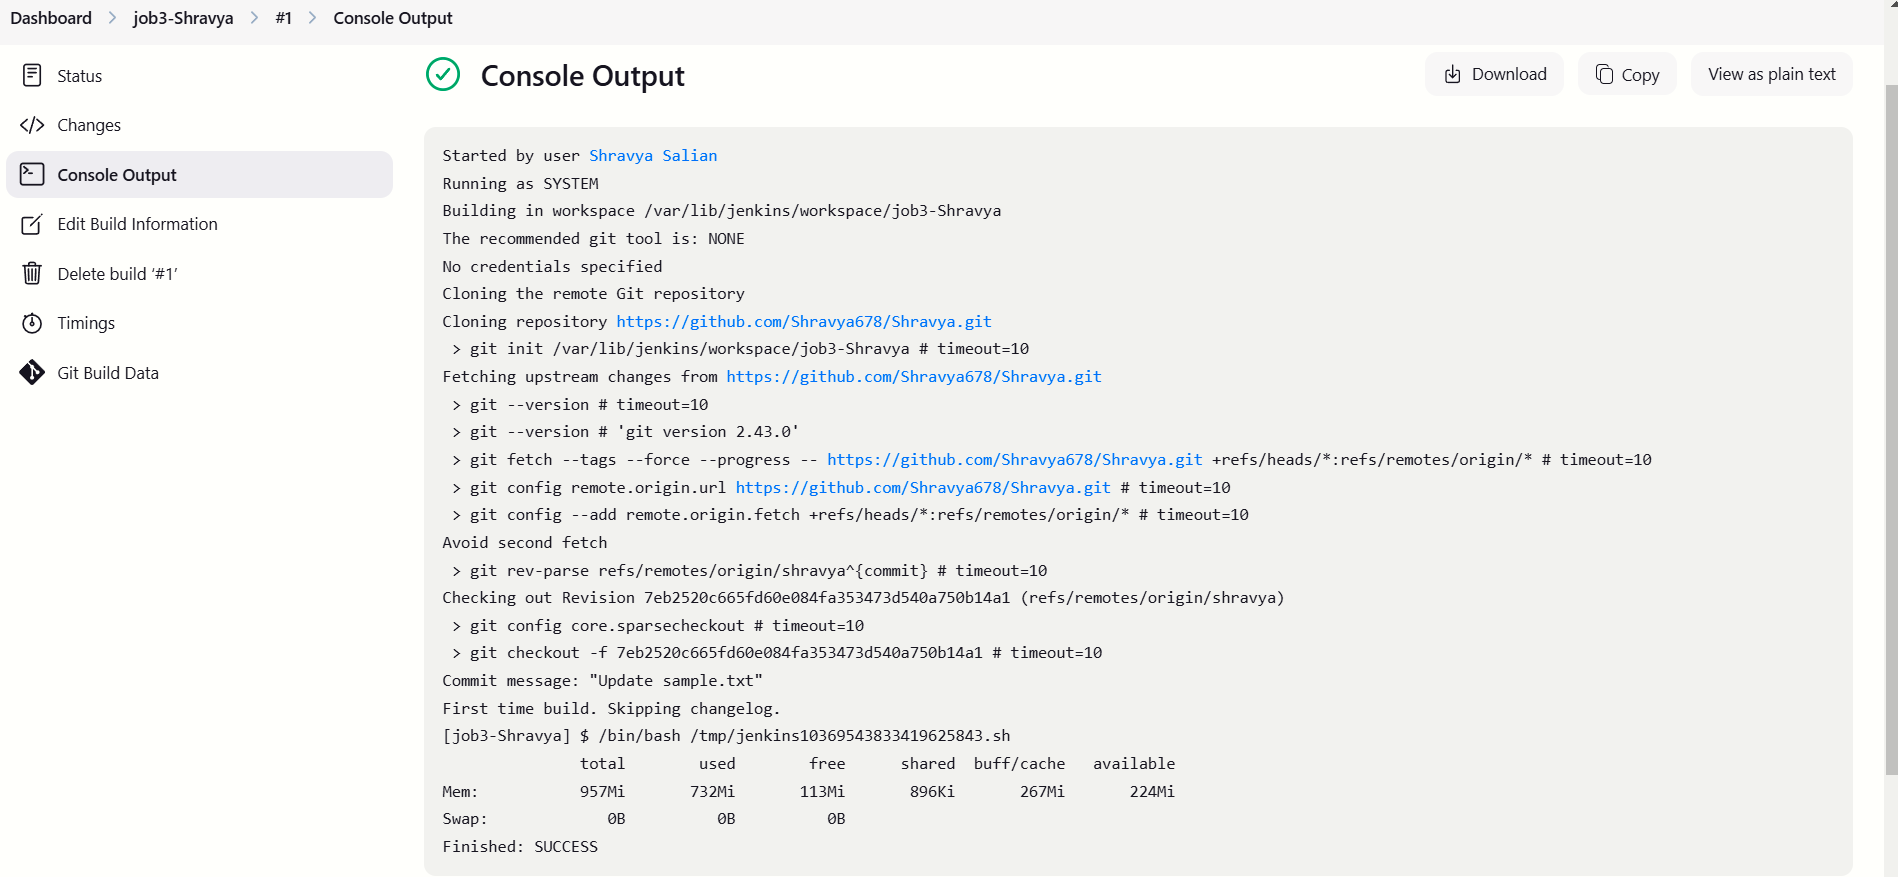 Dashboard > job3-Shravya > #1 > Console Output
Status
Changes
Console Output
Edit Build Information
Delete build ‘#1’
Timings
Git Build Data
Console Output
Download
Copy
View as plain text
Started by user Shravya Salian
Running as SYSTEM
Building in workspace /var/lib/jenkins/workspace/job3-Shravya
The recommended git tool is: NONE
No credentials specified
Cloning the remote Git repository
Cloning repository https://github.com/Shravya678/Shravya.git
 > git init /var/lib/jenkins/workspace/job3-Shravya # timeout=10
Fetching upstream changes from https://github.com/Shravya678/Shravya.git
 > git --version # timeout=10
 > git --version # 'git version 2.43.0'
 > git fetch --tags --force --progress -- https://github.com/Shravya678/Shravya.git +refs/heads/*:refs/remotes/origin/* # timeout=10
 > git config remote.origin.url https://github.com/Shravya678/Shravya.git # timeout=10
 > git config --add remote.origin.fetch +refs/heads/*:refs/remotes/origin/* # timeout=10
Avoid second fetch
 > git rev-parse refs/remotes/origin/shravya^{commit} # timeout=10
Checking out Revision 7eb2520c665fd60e084fa353473d540a750b14a1 (refs/remotes/origin/shravya)
 > git config core.sparsecheckout # timeout=10
 > git checkout -f 7eb2520c665fd60e084fa353473d540a750b14a1 # timeout=10
Commit message: "Update sample.txt"
First time build. Skipping changelog.
[job3-Shravya] $ /bin/bash /tmp/jenkins10369543833419625843.sh
               total        used        free      shared  buff/cache   available
Mem:           957Mi       732Mi       113Mi       896Ki       267Mi       224Mi
Swap:             0B          0B          0B
Finished: SUCCESS